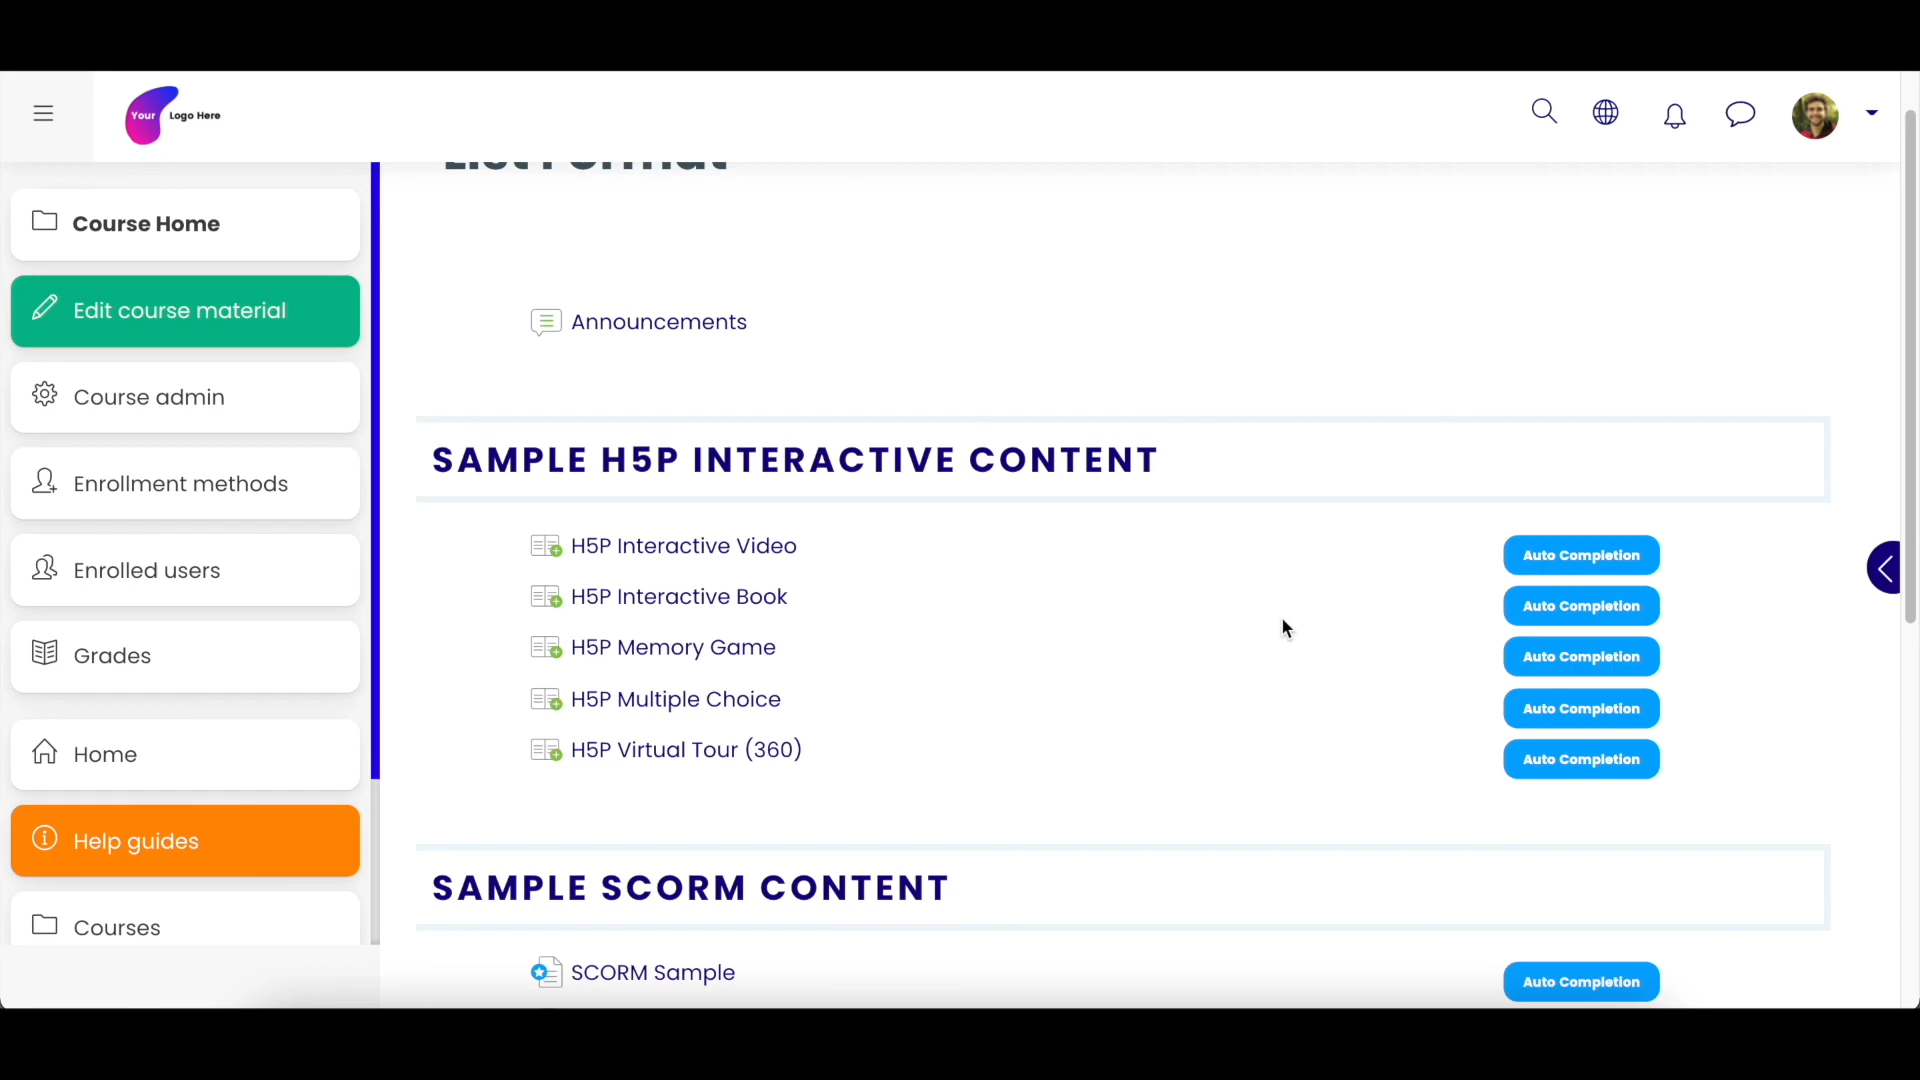 Your Logo Here
List Format
Course Home
Edit course material
Course admin
Enrollment methods
Enrolled users
Grades
Home
Help guides
Courses
Announcements
SAMPLE H5P INTERACTIVE CONTENT
H5P Interactive Video Auto Completion
H5P Interactive Book Auto Completion
H5P Memory Game Auto Completion
H5P Multiple Choice Auto Completion
H5P Virtual Tour (360) Auto Completion
SAMPLE SCORM CONTENT
SCORM Sample Auto Completion